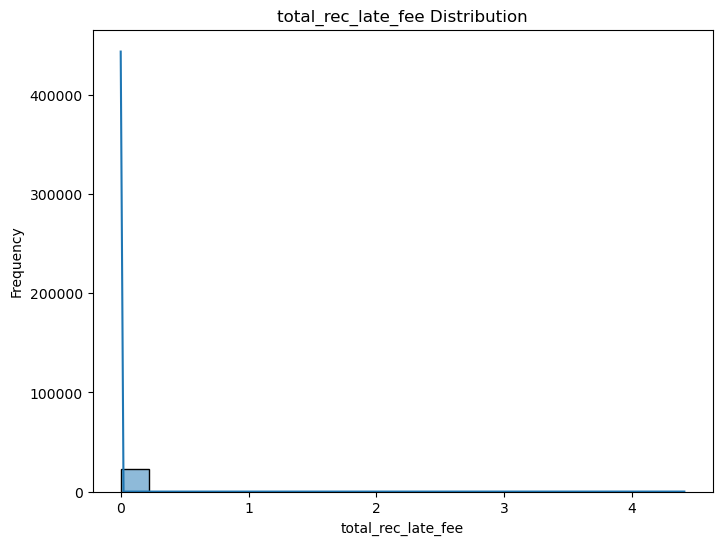 total_rec_late_fee Distribution
400000
300000
200000
100000
0
Frequency
0 1 2 3 4
total_rec_late_fee